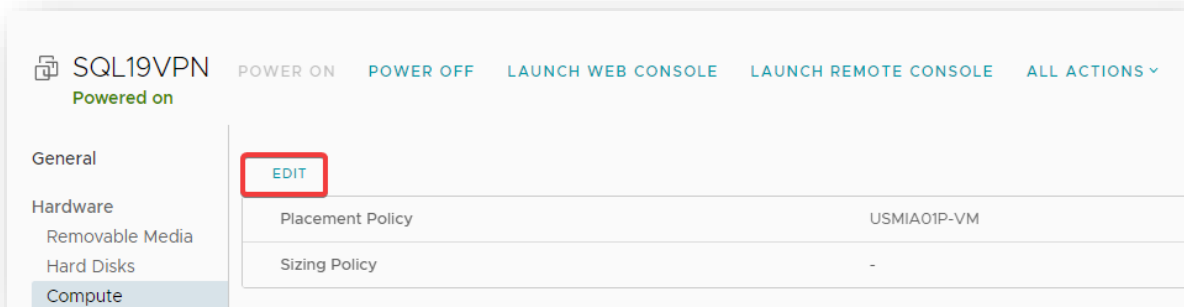 SQL19VPN POWER ON POWER OFF LAUNCH WEB CONSOLE LAUNCH REMOTE CONSOLE ALL ACTIONS
Powered on
General
EDIT
Hardware
Placement Policy USMIA01P-VM
Removable Media
Hard Disks
Sizing Policy -
Compute